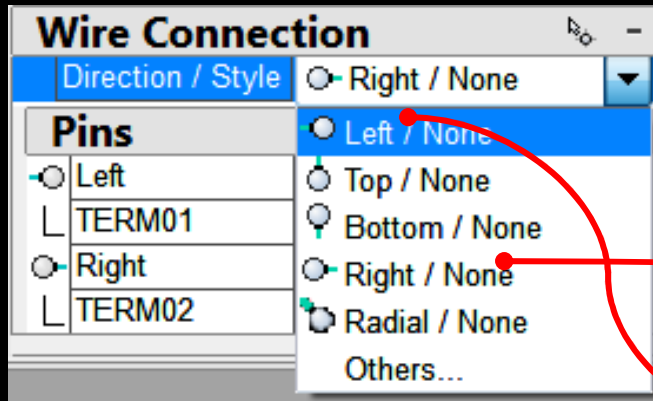 Wire Connection
Direction / Style
Right / None
Pins
Left / None
Left
Top / None
TERM01
Bottom / None
Right
Right / None
TERM02
Radial / None
Others...